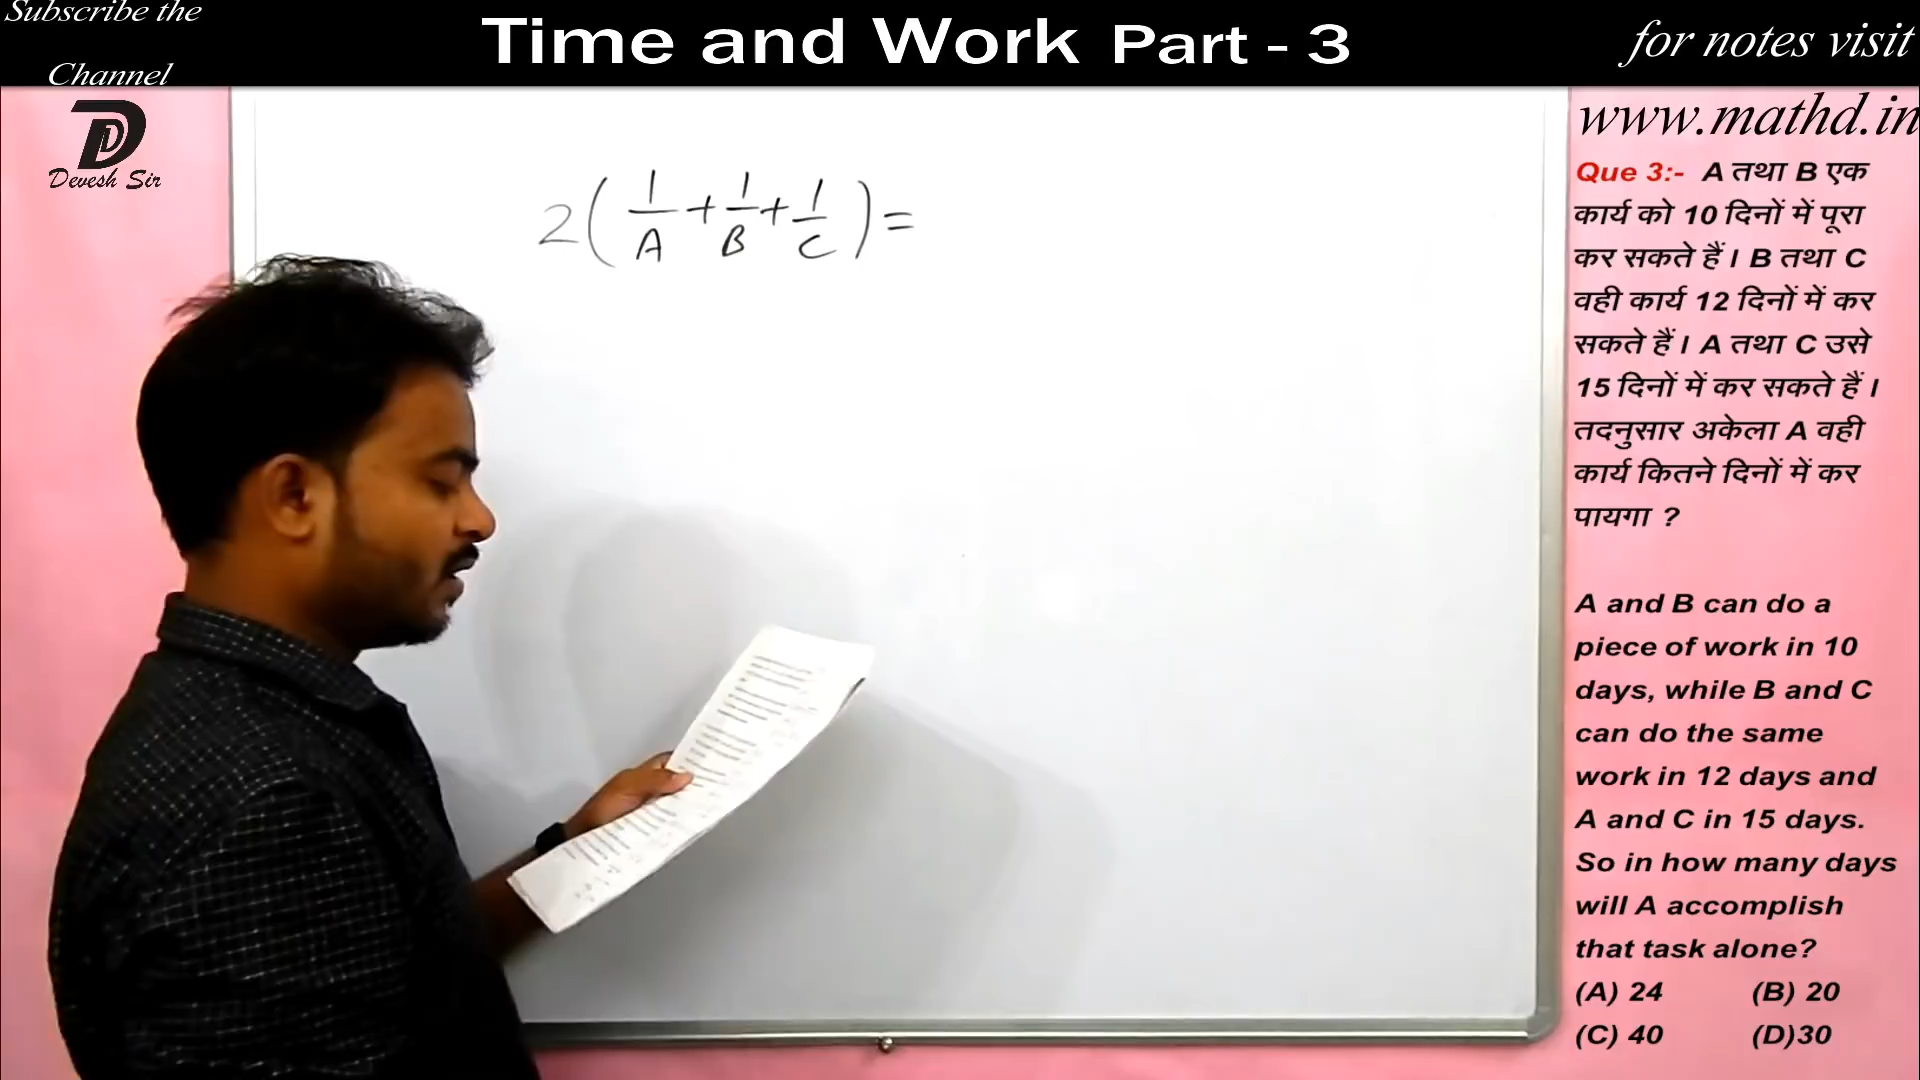 Subscribe the
Channel
Time and Work Part - 3
for notes visit
www.mathd.in
D
Devesh Sir
2(1/A + 1/B + 1/C) =
Que 3:- A तथा B एक
कार्य को 10 दिनों में पूरा
कर सकते हैं। B तथा C
वही कार्य 12 दिनों में कर
सकते हैं। A तथा C उसे
15 दिनों में कर सकते हैं।
तदनुसार अकेला A वही
कार्य कितने दिनों में कर
पायगा ?
A and B can do a
piece of work in 10
days, while B and C
can do the same
work in 12 days and
A and C in 15 days.
So in how many days
will A accomplish
that task alone?
(A) 24 (B) 20
(C) 40 (D)30